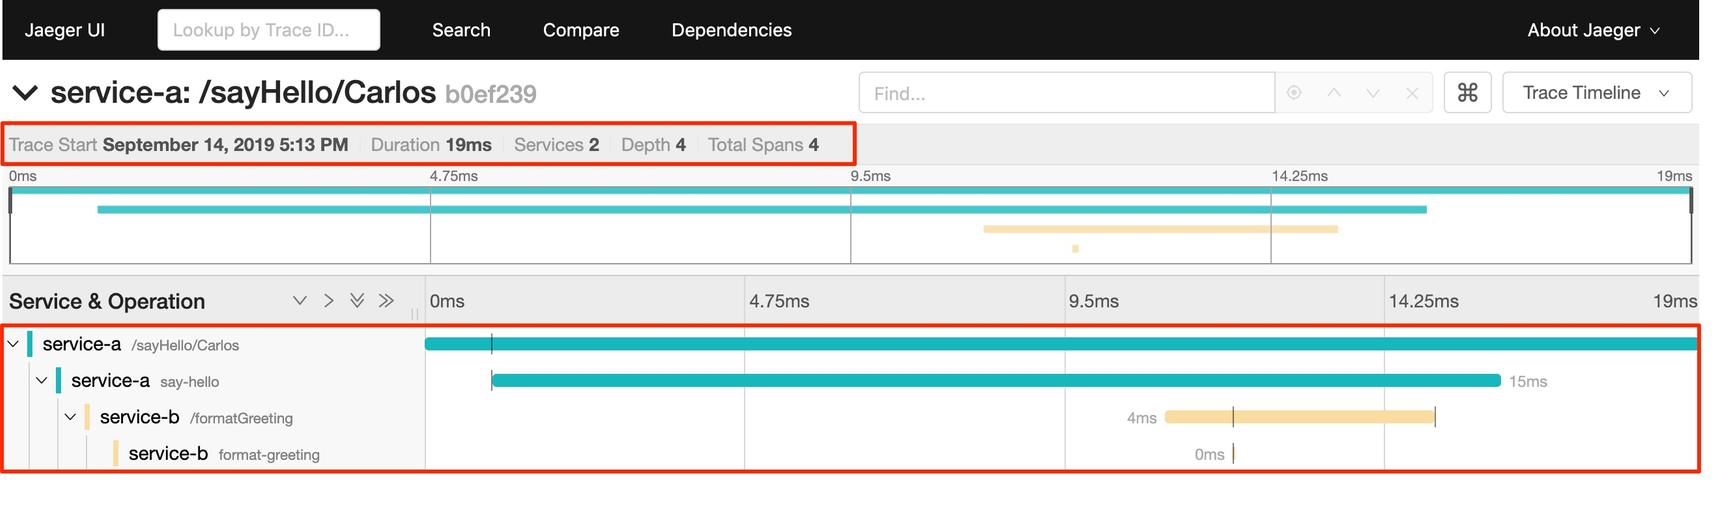 Jaeger UI Lookup by Trace ID... Search Compare Dependencies About Jaeger
service-a: /sayHello/Carlos b0ef239 Find... ⌘ Trace Timeline
Trace Start September 14, 2019 5:13 PM Duration 19ms Services 2 Depth 4 Total Spans 4
0ms 4.75ms 9.5ms 14.25ms 19ms
Service & Operation 0ms 4.75ms 9.5ms 14.25ms 19ms
service-a /sayHello/Carlos
service-a say-hello 15ms
service-b /formatGreeting 4ms
service-b format-greeting 0ms